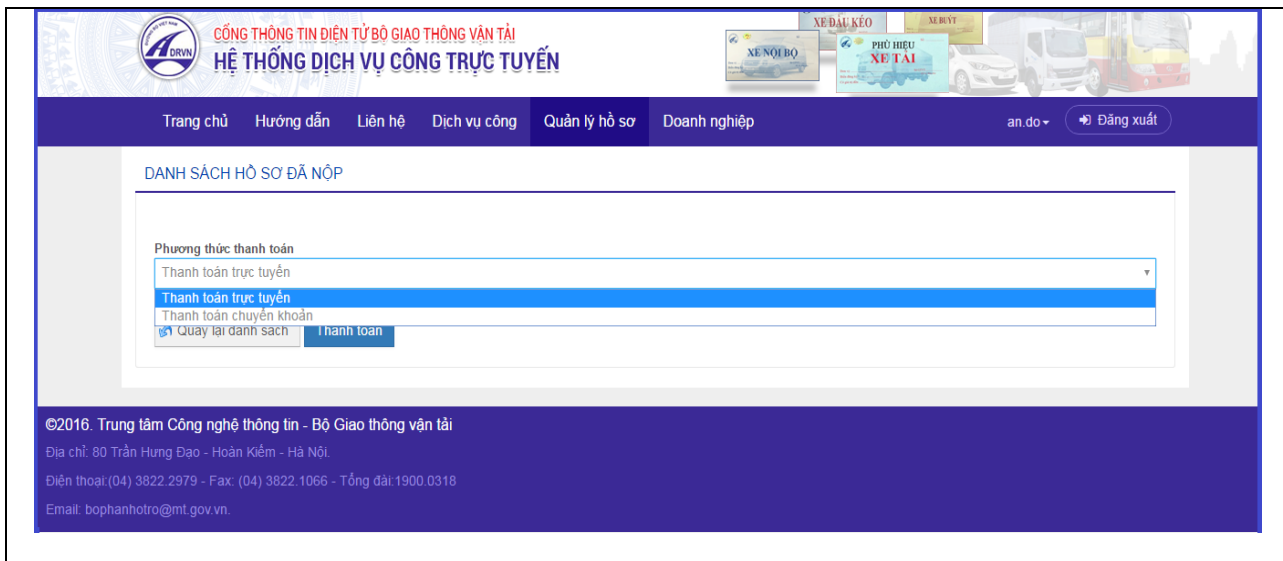 CỔNG THÔNG TIN ĐIỆN TỬ BỘ GIAO THÔNG VẬN TẢI
HỆ THỐNG DỊCH VỤ CÔNG TRỰC TUYẾN
DRVN
XE ĐẦU KÉO
XE BUÝT
XE NỘI BỘ
PHÙ HIỆU
XE TẢI
Trang chủ Hướng dẫn Liên hệ Dịch vụ công Quản lý hồ sơ Doanh nghiệp an.do Đăng xuất
DANH SÁCH HỒ SƠ ĐÃ NỘP
Phương thức thanh toán
Thanh toán trực tuyến
Thanh toán trực tuyến
Thanh toán chuyển khoản
Quay lại danh sách Thanh toán
©2016. Trung tâm Công nghệ thông tin - Bộ Giao thông vận tải
Địa chỉ: 80 Trần Hưng Đạo - Hoàn Kiếm - Hà Nội.
Điện thoại:(04) 3822.2979 - Fax: (04) 3822.1066 - Tổng đài:1900.0318
Email: bophanhotro@mt.gov.vn.